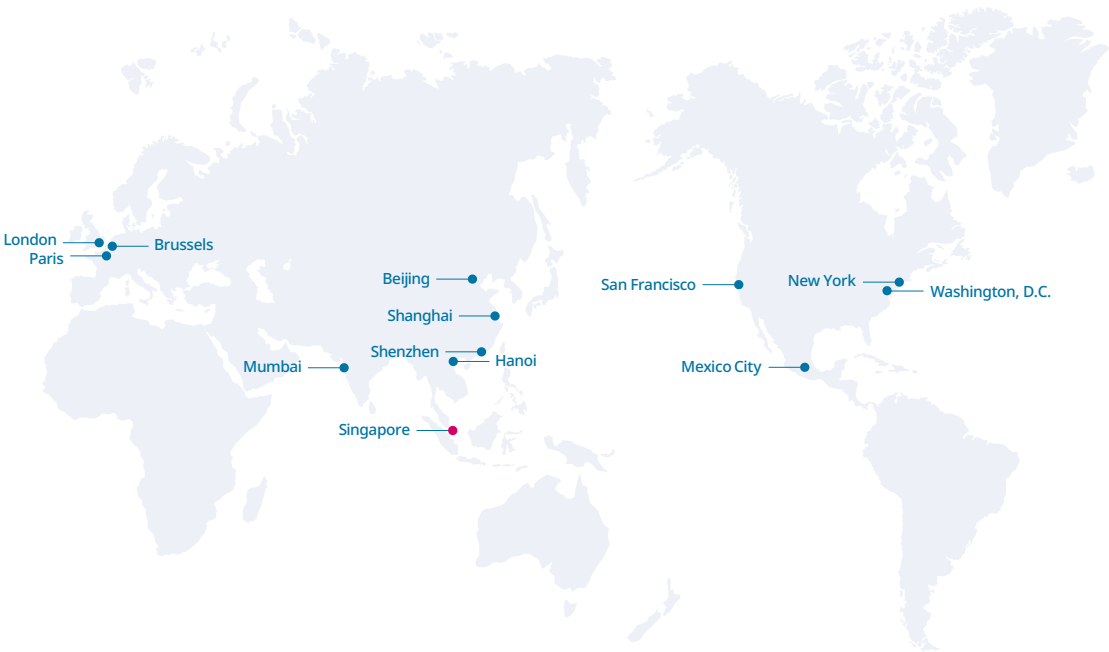 London
Paris
Brussels
Beijing
Shanghai
Shenzhen
Hanoi
Mumbai
Singapore
San Francisco
New York
Washington, D.C.
Mexico City